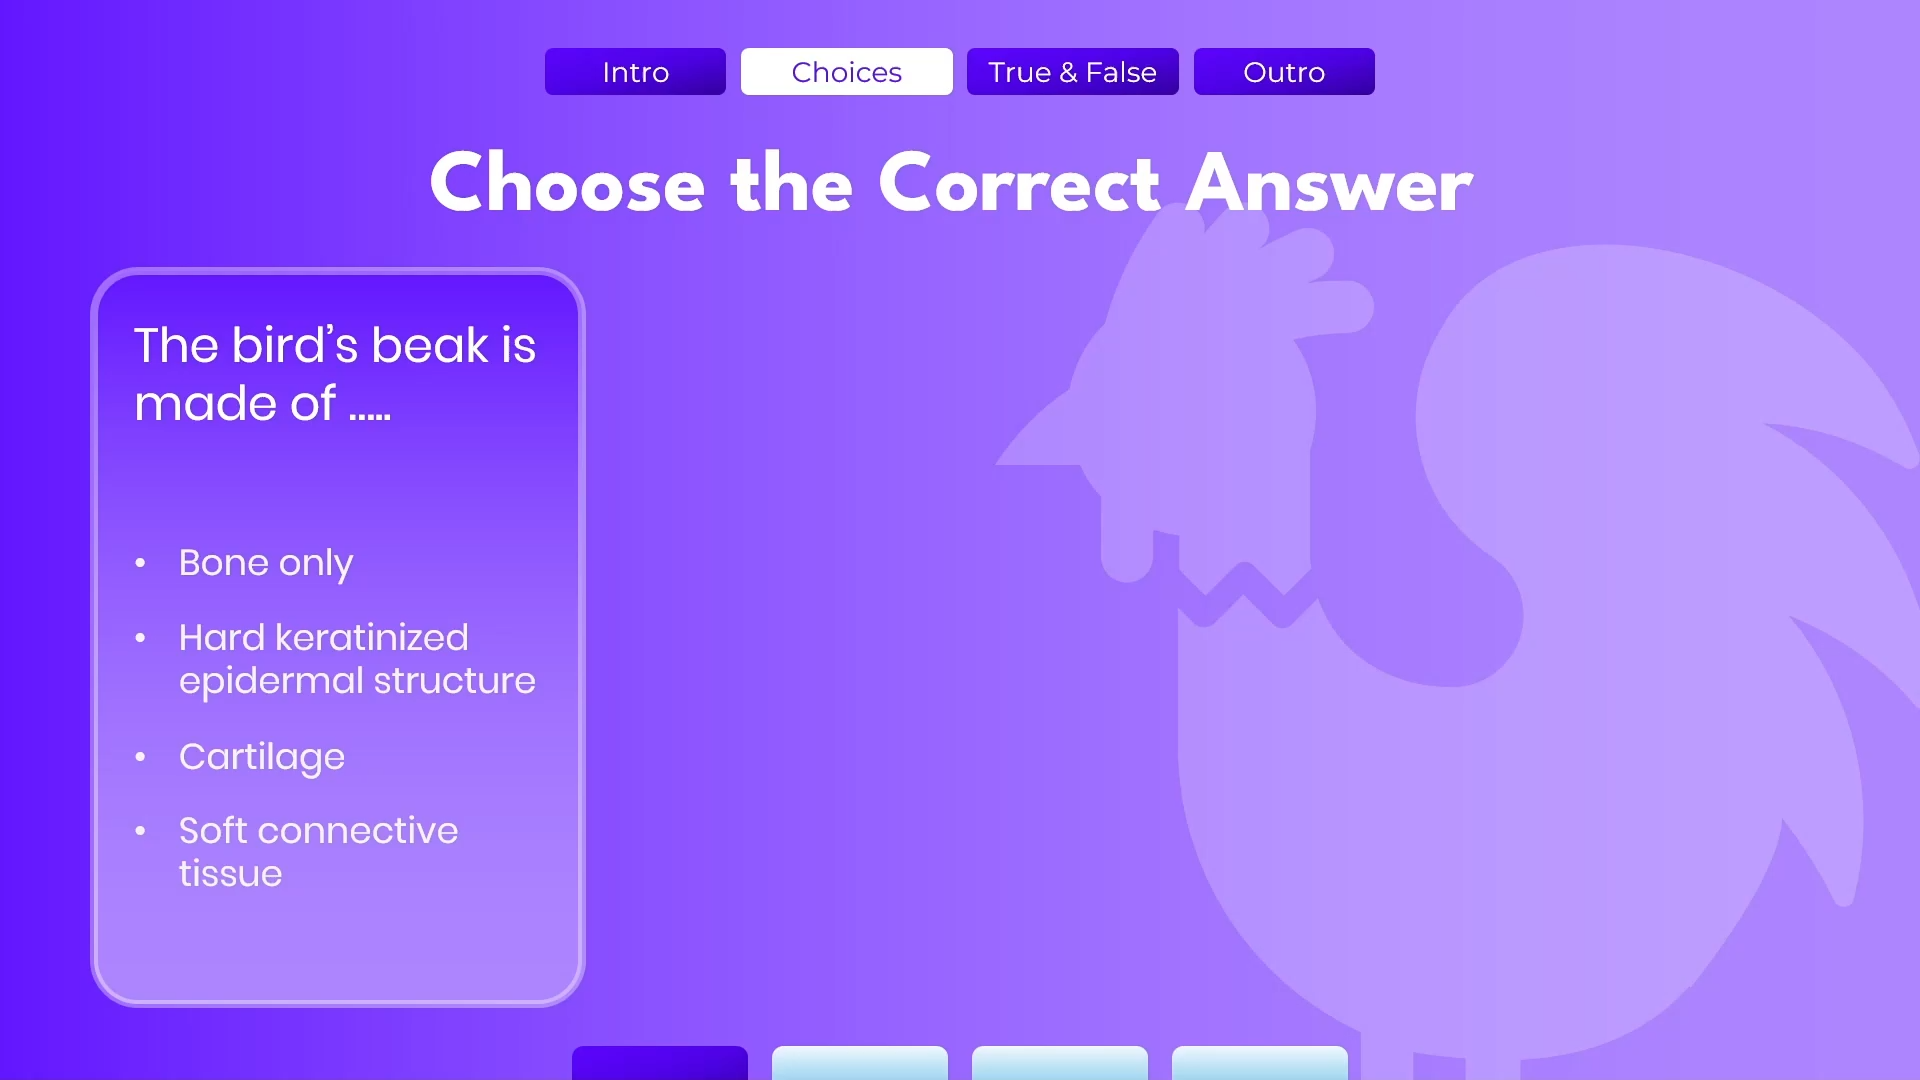 Intro
Choices
True & False
Outro
Choose the Correct Answer
The bird’s beak is
made of .....
• Bone only
• Hard keratinized
epidermal structure
• Cartilage
• Soft connective
tissue